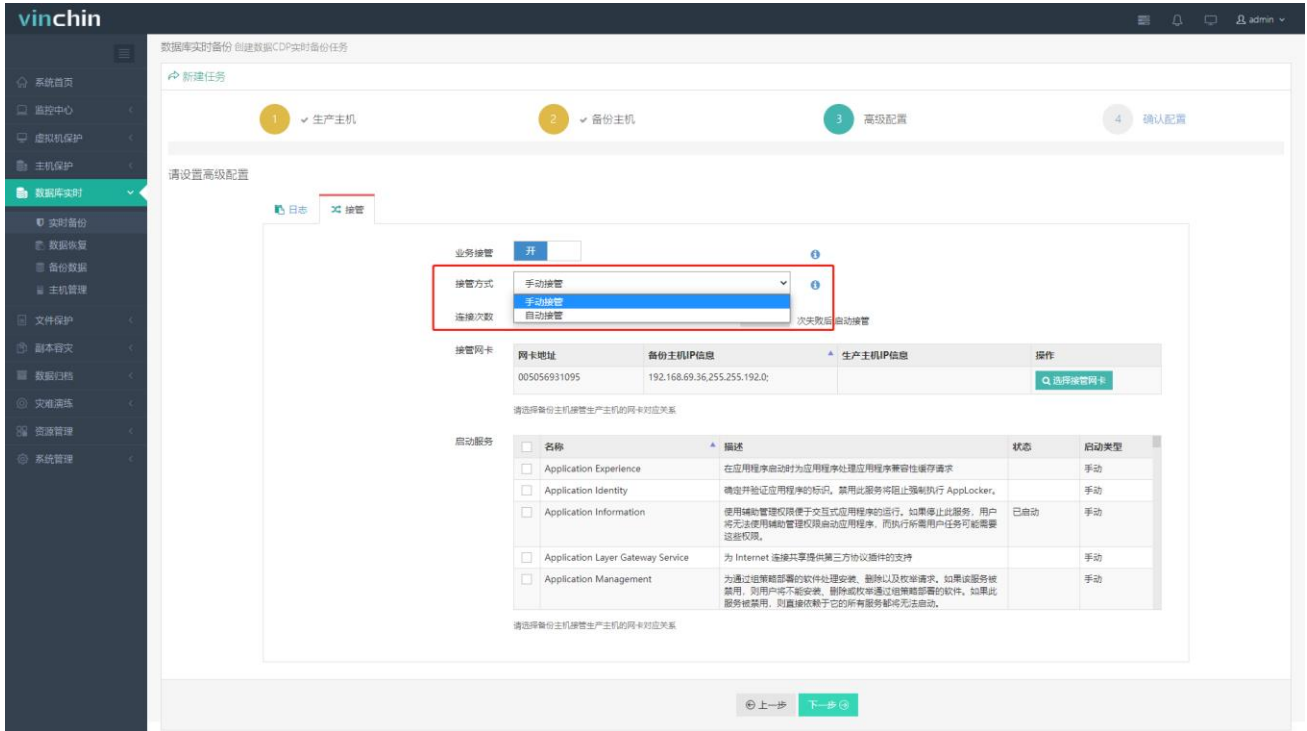 vinchin
admin
数据库实时备份 创建数据CDP实时备份任务
系统首页
监控中心
虚拟机保护
主机保护
数据库实时
实时备份
数据恢复
备份数据
主机管理
文件保护
副本容灾
数据归档
灾难演练
资源管理
系统管理
新建任务
1 生产主机
2 备份主机
3 高级配置
4 确认配置
请设置高级配置
日志 接管
业务接管 开
接管方式 手动接管
手动接管
自动接管
连接次数 次失败后自动接管
接管网卡
网卡地址 备份主机IP信息 生产主机IP信息 操作
005056931095 192.168.69.36,255.255.192.0; 选择接管网卡
请选择备份主机接管生产主机的网卡对应关系
启动服务
名称 描述 状态 启动类型
Application Experience 在应用程序启动时为应用程序处理应用程序兼容性缓存请求 手动
Application Identity 确定并验证应用程序的标识。禁用此服务将阻止强制执行 AppLocker。 手动
Application Information 使用辅助管理权限便于交互式应用程序的运行。如果停止此服务，用户 已启动 手动
将无法使用辅助管理权限启动应用程序，而执行所需用户任务可能需要
这些权限。
Application Layer Gateway Service 为 Internet 连接共享提供第三方协议插件的支持 手动
Application Management 为通过组策略部署的软件处理安装、删除以及枚举请求。如果该服务被 手动
禁用，则用户将不能安装、删除或枚举通过组策略部署的软件。如果此
服务被禁用，则直接依赖于它的所有服务都将无法启动。
请选择备份主机接管生产主机的网卡对应关系
上一步 下一步